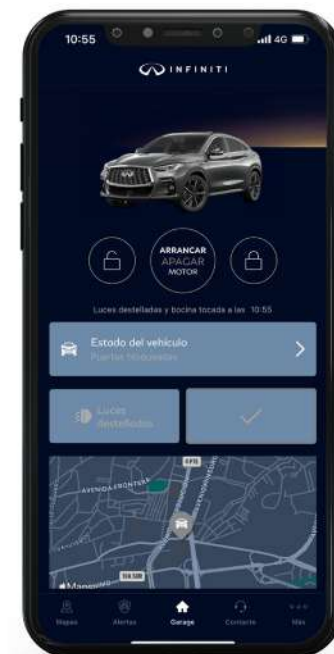 10:55
4G
INFINITI
ARRANCAR
APAGAR
MOTOR
Luces destelladas y bocina tocada a las 10:55
Estado del vehículo
Puertas bloqueadas
Luces
destelladas
AVENIDA FRONTERA
Mapas
Alertas
Garage
Contacto
Más